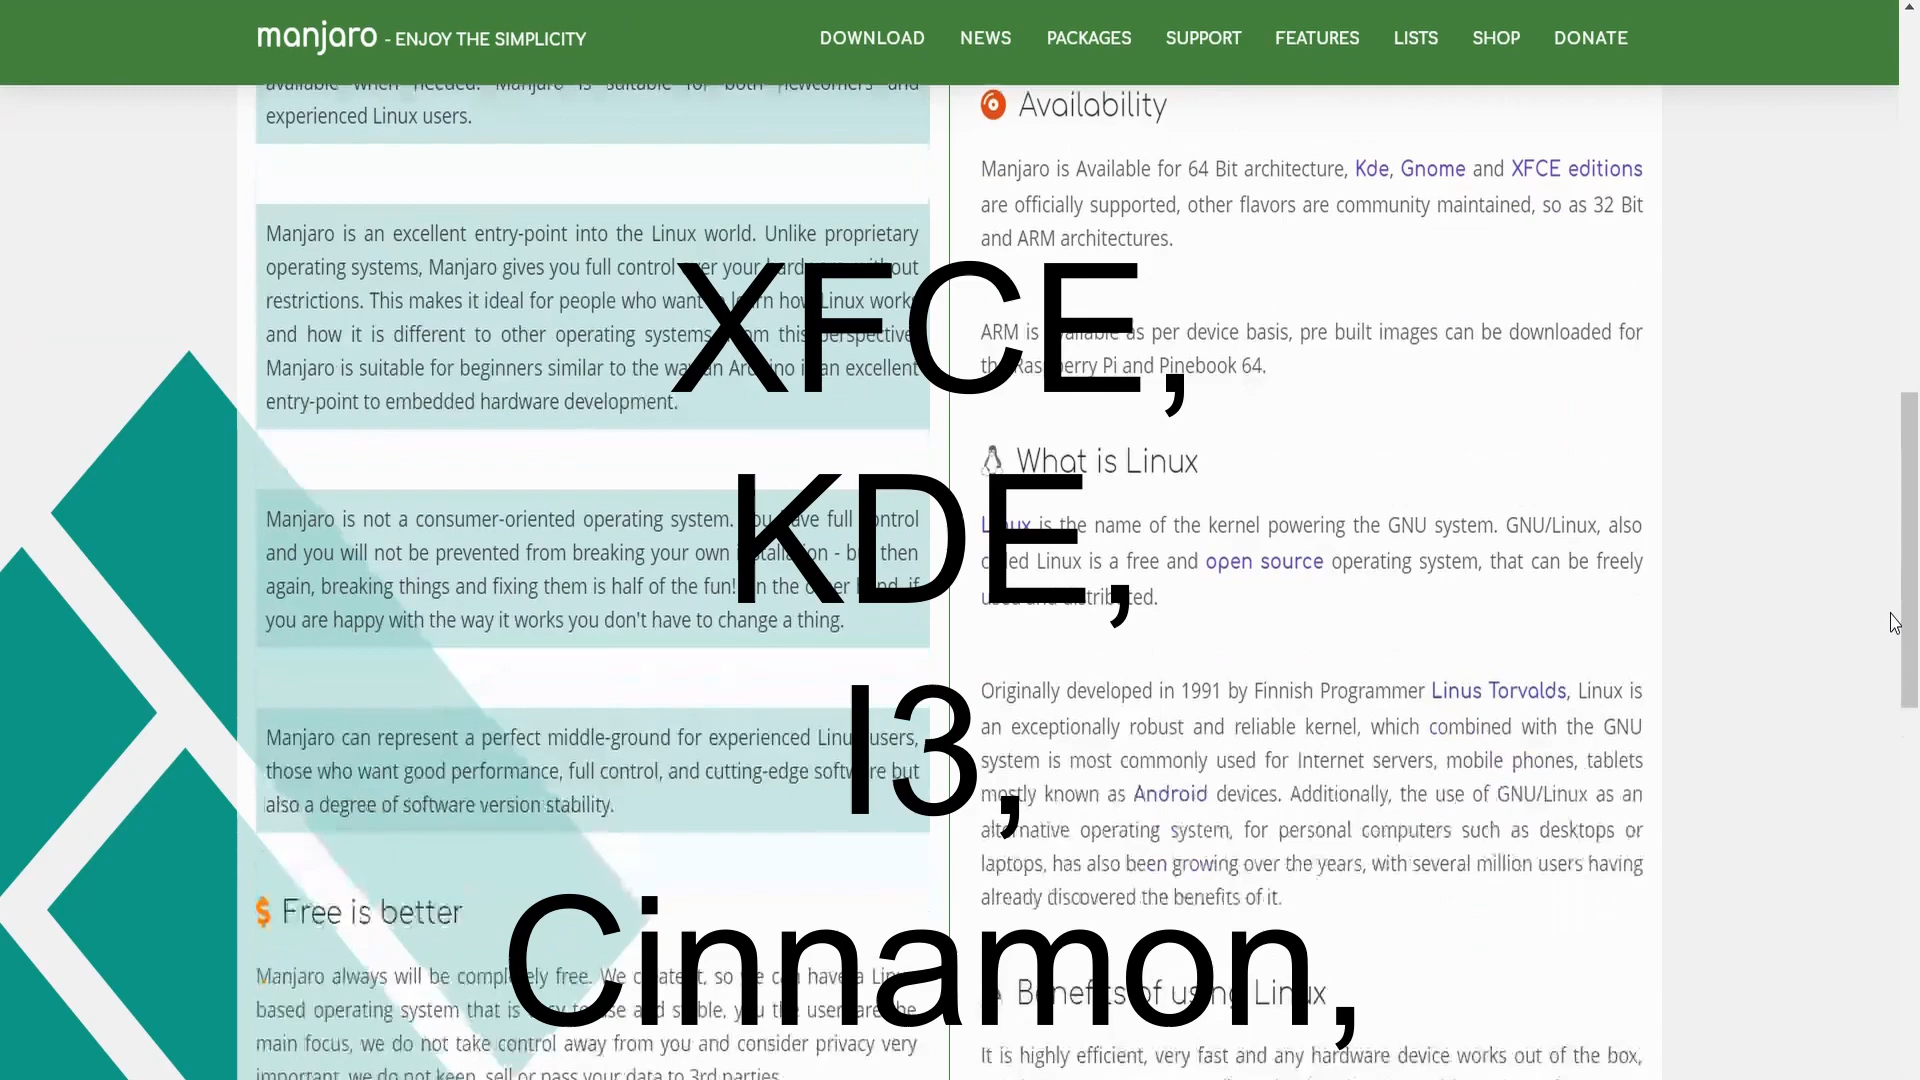 manjaro - ENJOY THE SIMPLICITY
DOWNLOAD NEWS PACKAGES SUPPORT FEATURES LISTS SHOP DONATE
available when needed. Manjaro is suitable for both newcomers and
experienced Linux users.
Manjaro is an excellent entry-point into the Linux world. Unlike proprietary
operating systems, Manjaro gives you full control over your hardware without
restrictions. This makes it ideal for people who want to learn how Linux works
and how it is different to other operating systems. From this perspective,
Manjaro is suitable for beginners similar to the way an Arduino is an excellent
entry-point to embedded hardware development.
Manjaro is not a consumer-oriented operating system. You have full control
and you will not be prevented from breaking your own installation - but then
again, breaking things and fixing them is half of the fun! On the other hand, if
you are happy with the way it works you don't have to change a thing.
Manjaro can represent a perfect middle-ground for experienced Linux users,
those who want good performance, full control, and cutting-edge software but
also a degree of software version stability.
$ Free is better
Manjaro always will be completely free. We create it, so we can have a Linux
based operating system that is easy to use and stable, you the user are the
main focus, we do not take control away from you and consider privacy very
important, we do not keep, sell or pass your data to 3rd parties.
Availability
Manjaro is Available for 64 Bit architecture, Kde, Gnome and XFCE editions
are officially supported, other flavors are community maintained, so as 32 Bit
and ARM architectures.
ARM is available as per device basis, pre built images can be downloaded for
the Raspberry Pi and Pinebook 64.
What is Linux
Linux is the name of the kernel powering the GNU system. GNU/Linux, also
called Linux is a free and open source operating system, that can be freely
used and distributed.
Originally developed in 1991 by Finnish Programmer Linus Torvalds, Linux is
an exceptionally robust and reliable kernel, which combined with the GNU
system is most commonly used for Internet servers, mobile phones, tablets
mostly known as Android devices. Additionally, the use of GNU/Linux as an
alternative operating system, for personal computers such as desktops or
laptops, has also been growing over the years, with several million users having
already discovered the benefits of it.
Benefits of using Linux
It is highly efficient, very fast and any hardware device works out of the box,
XFCE,
KDE,
I3,
Cinnamon,